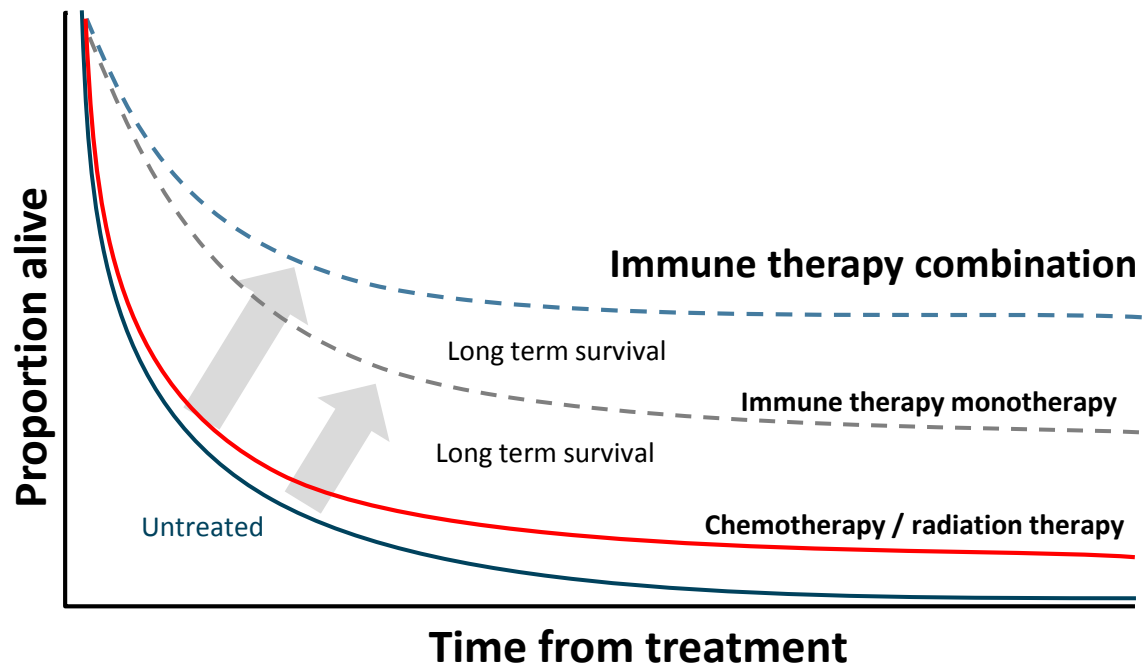 Proportion alive
Immune therapy combination
Long term survival
Immune therapy monotherapy
Long term survival
Untreated
Chemotherapy / radiation therapy
Time from treatment